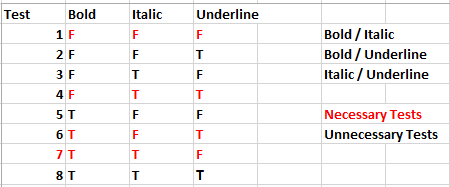 Test Bold Italic Underline
1 F F F Bold / Italic
2 F F T Bold / Underline
3 F T F Italic / Underline
4 F T T
5 T F F Necessary Tests
6 T F T Unnecessary Tests
7 T T F
8 T T T